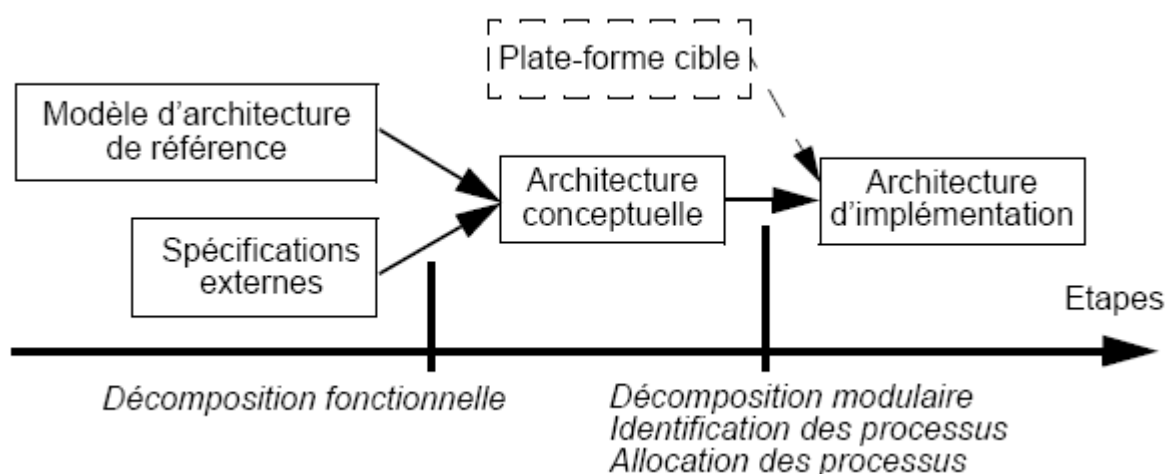 Plate-forme cible
Modèle d'architecture
de référence
Architecture
conceptuelle
Architecture
d'implémentation
Spécifications
externes
Etapes
Décomposition fonctionnelle
Décomposition modulaire
Identification des processus
Allocation des processus